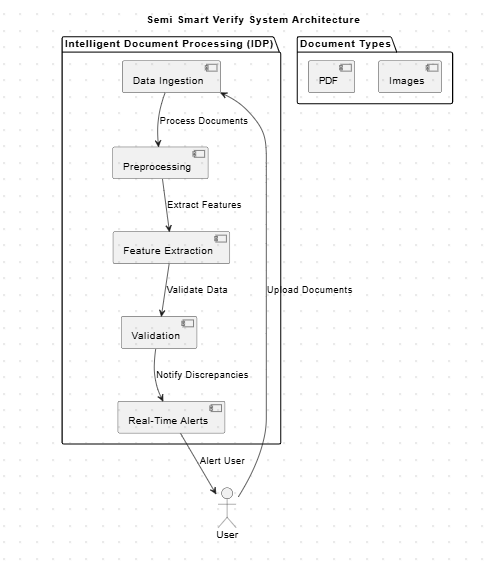 Semi Smart Verify System Architecture
Intelligent Document Processing (IDP)
Document Types
Data Ingestion
PDF
Images
Process Documents
Preprocessing
Extract Features
Feature Extraction
Validate Data
Upload Documents
Validation
Notify Discrepancies
Real-Time Alerts
Alert User
User